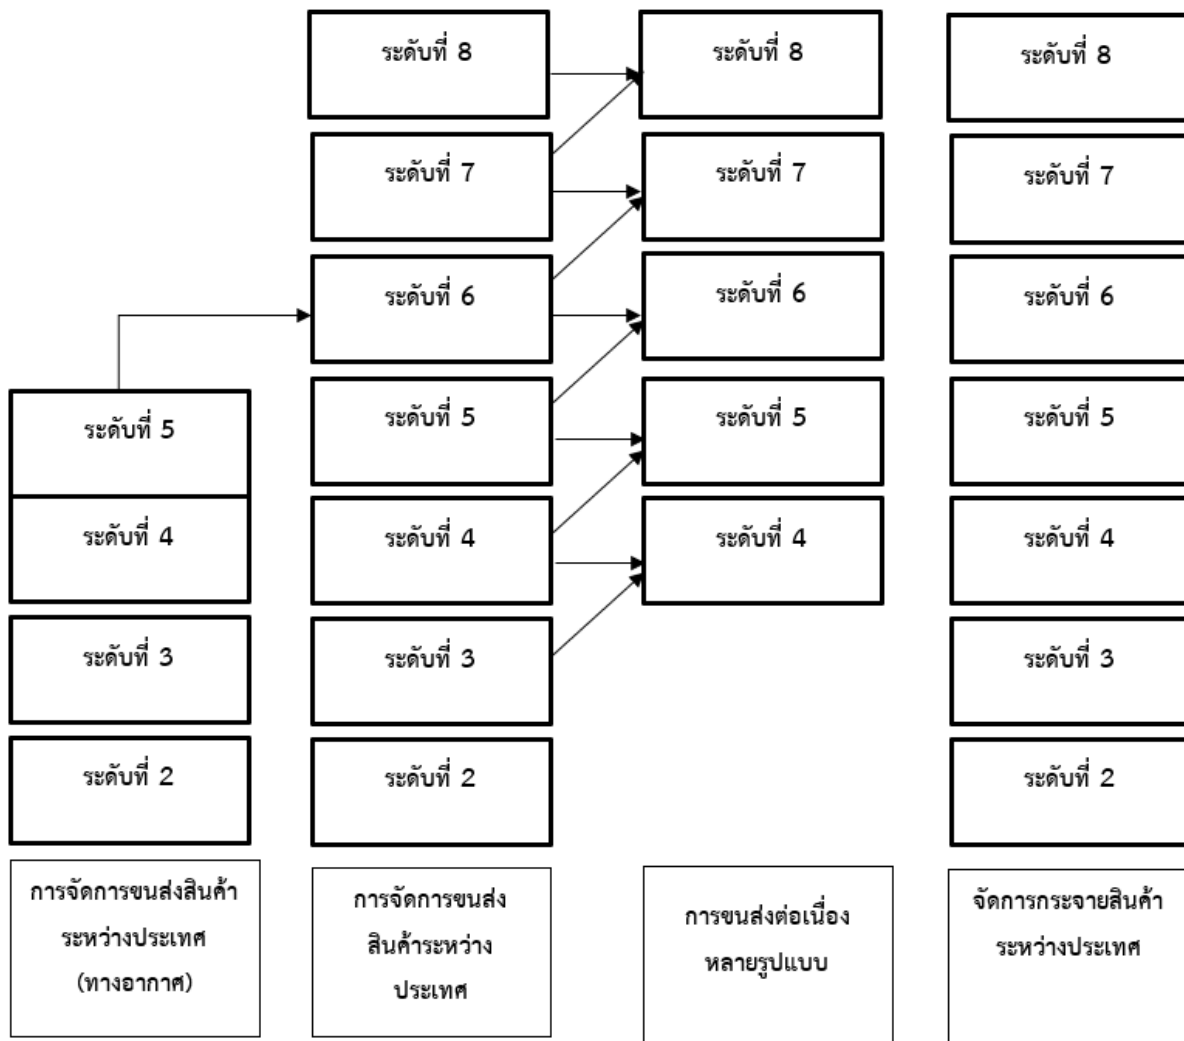 ระดับที่ 8
ระดับที่ 8
ระดับที่ 8
ระดับที่ 7
ระดับที่ 7
ระดับที่ 7
ระดับที่ 6
ระดับที่ 6
ระดับที่ 6
ระดับที่ 5
ระดับที่ 5
ระดับที่ 5
ระดับที่ 5
ระดับที่ 4
ระดับที่ 4
ระดับที่ 4
ระดับที่ 4
ระดับที่ 3
ระดับที่ 3
ระดับที่ 3
ระดับที่ 2
ระดับที่ 2
ระดับที่ 2
การจัดการขนส่งสินค้า
ระหว่างประเทศ
(ทางอากาศ)
การจัดการขนส่ง
สินค้าระหว่าง
ประเทศ
การขนส่งต่อเนื่อง
หลายรูปแบบ
จัดการกระจายสินค้า
ระหว่างประเทศ